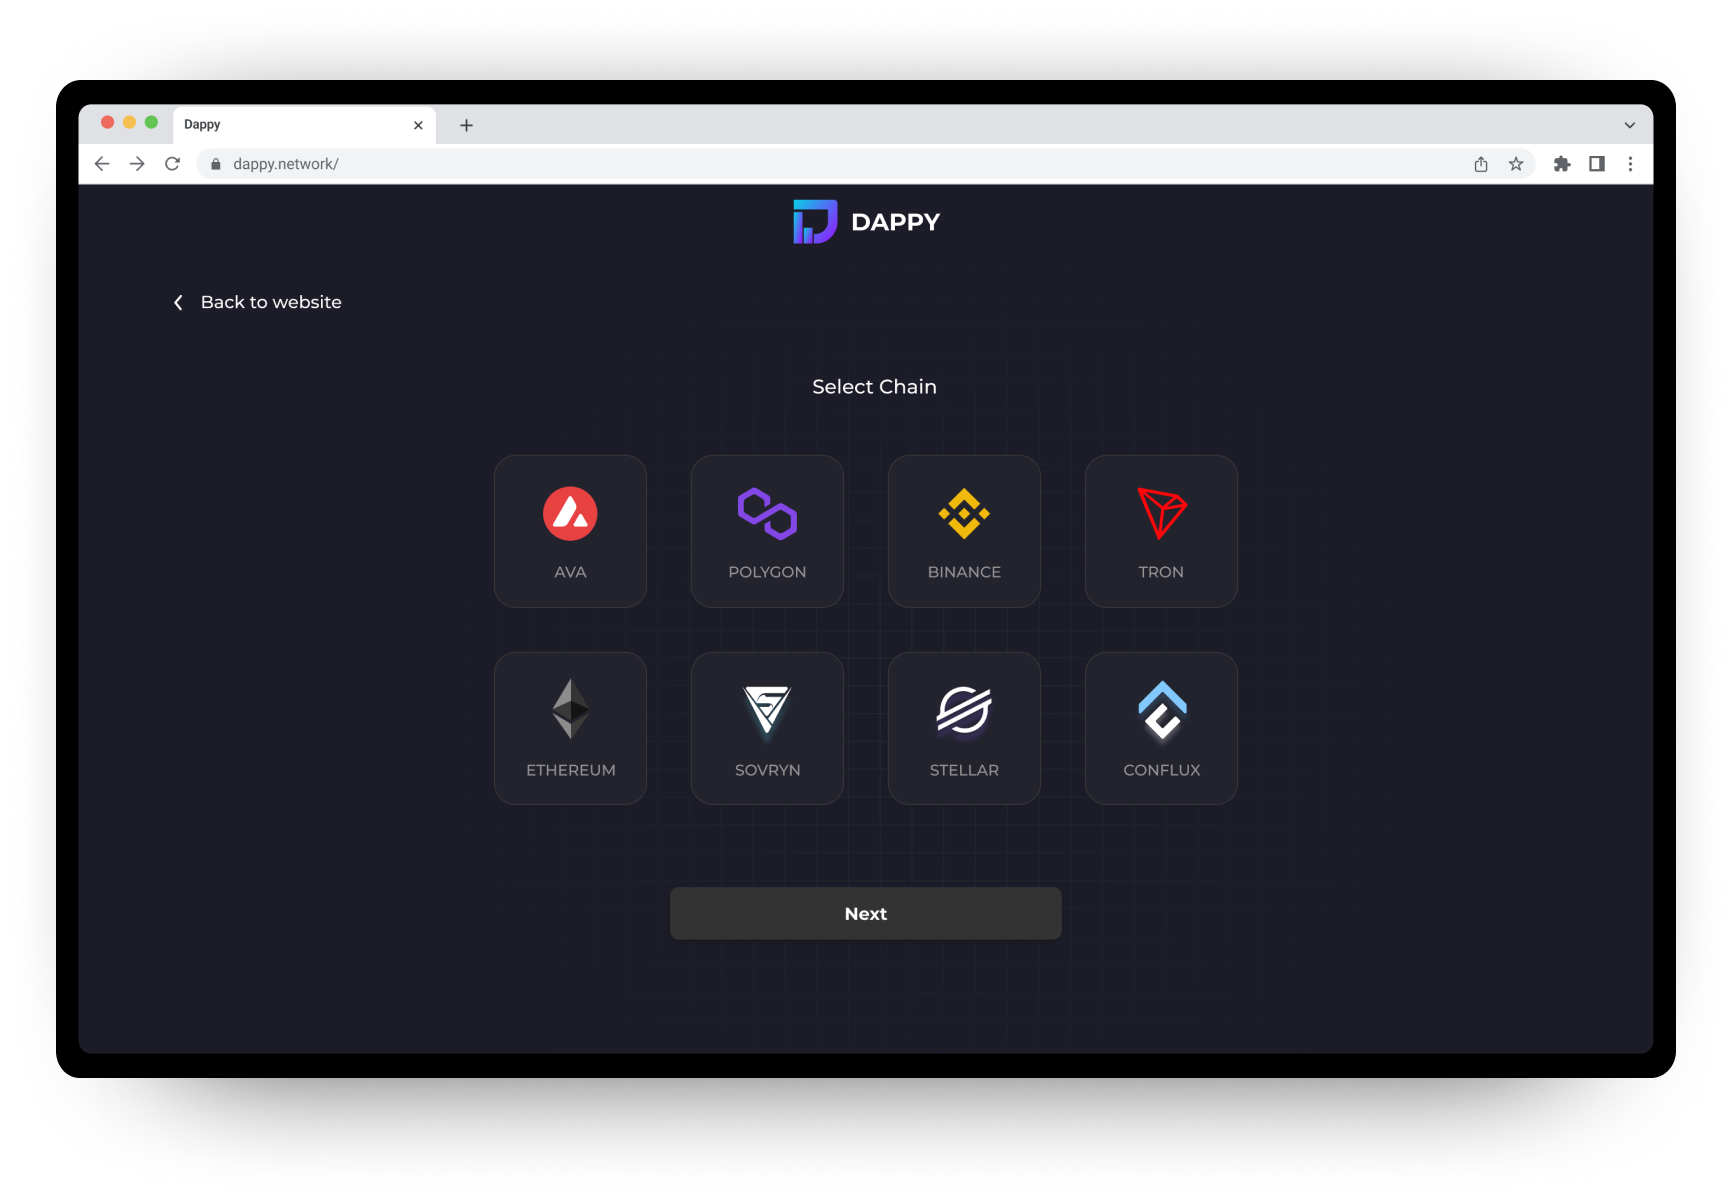 Dappy
dappy.network/
DAPPY
Back to website
Select Chain
AVA
POLYGON
BINANCE
TRON
ETHEREUM
SOVRYN
STELLAR
CONFLUX
Next